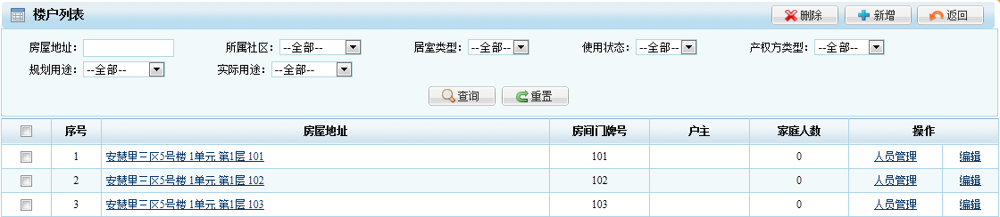 楼户列表 删除 新增 返回
房屋地址： 所属社区： --全部-- 居室类型： --全部-- 使用状态： --全部-- 产权方类型： --全部--
规划用途： --全部-- 实际用途： --全部--
查询 重置
序号 房屋地址 房间门牌号 户主 家庭人数 操作
1 安慧里三区5号楼 1单元 第1层 101 101 0 人员管理 编辑
2 安慧里三区5号楼 1单元 第1层 102 102 0 人员管理 编辑
3 安慧里三区5号楼 1单元 第1层 103 103 0 人员管理 编辑